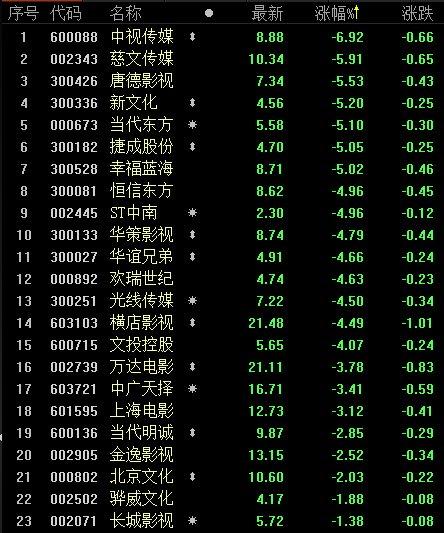 序号 代码 名称 ● 最新 涨幅%↑ 涨跌
1 600088 中视传媒 ⬍ 8.88 -6.92 -0.66
2 002343 慈文传媒 10.34 -5.91 -0.65
3 300426 唐德影视 7.34 -5.53 -0.43
4 300336 新文化 ⬍ 4.56 -5.20 -0.25
5 000673 当代东方 ✷ 5.58 -5.10 -0.30
6 300182 捷成股份 ⬍ 4.70 -5.05 -0.25
7 300528 幸福蓝海 8.71 -5.02 -0.46
8 300081 恒信东方 8.62 -4.96 -0.45
9 002445 ST中南 ✷ 2.30 -4.96 -0.12
10 300133 华策影视 ⬍ 8.74 -4.79 -0.44
11 300027 华谊兄弟 ⬍ 4.91 -4.66 -0.24
12 000892 欢瑞世纪 4.74 -4.63 -0.23
13 300251 光线传媒 ✷ 7.22 -4.50 -0.34
14 603103 横店影视 ⬍ 21.48 -4.49 -1.01
15 600715 文投控股 5.65 -4.07 -0.24
16 002739 万达电影 ⬍ 21.11 -3.78 -0.83
17 603721 中广天择 ✷ 16.71 -3.41 -0.59
18 601595 上海电影 12.73 -3.12 -0.41
19 600136 当代明诚 ⬍ 9.87 -2.85 -0.29
20 002905 金逸影视 13.15 -2.52 -0.34
21 000802 北京文化 ⬍ 10.60 -2.03 -0.22
22 002502 骅威文化 4.17 -1.88 -0.08
23 002071 长城影视 ✷ 5.72 -1.38 -0.08